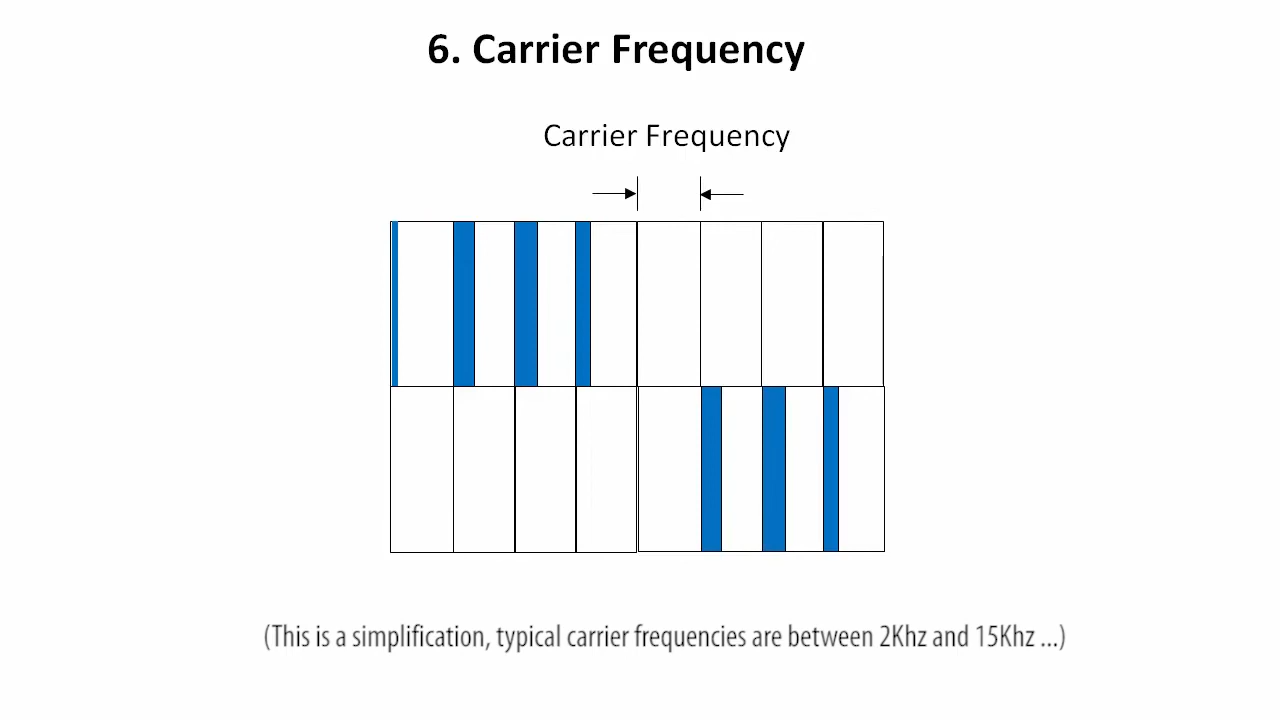 6. Carrier Frequency
Carrier Frequency
(This is a simplification, typical carrier frequencies are between 2Khz and 15Khz ...)